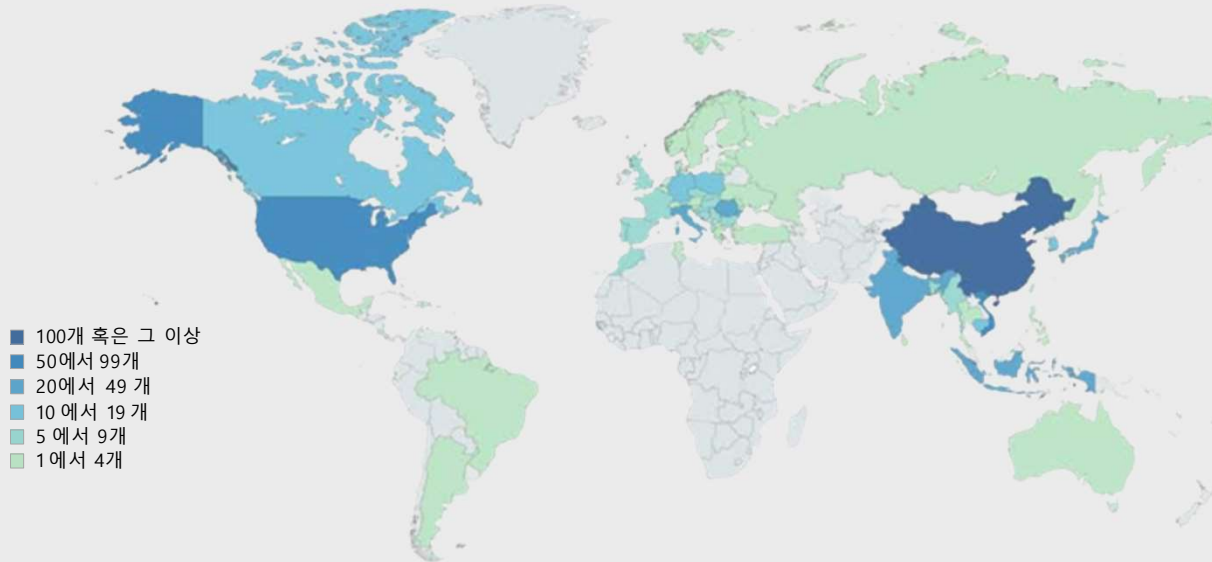 100개 혹은 그 이상
50에서 99개
20에서 49 개
10 에서 19 개
5 에서 9개
1에서 4개